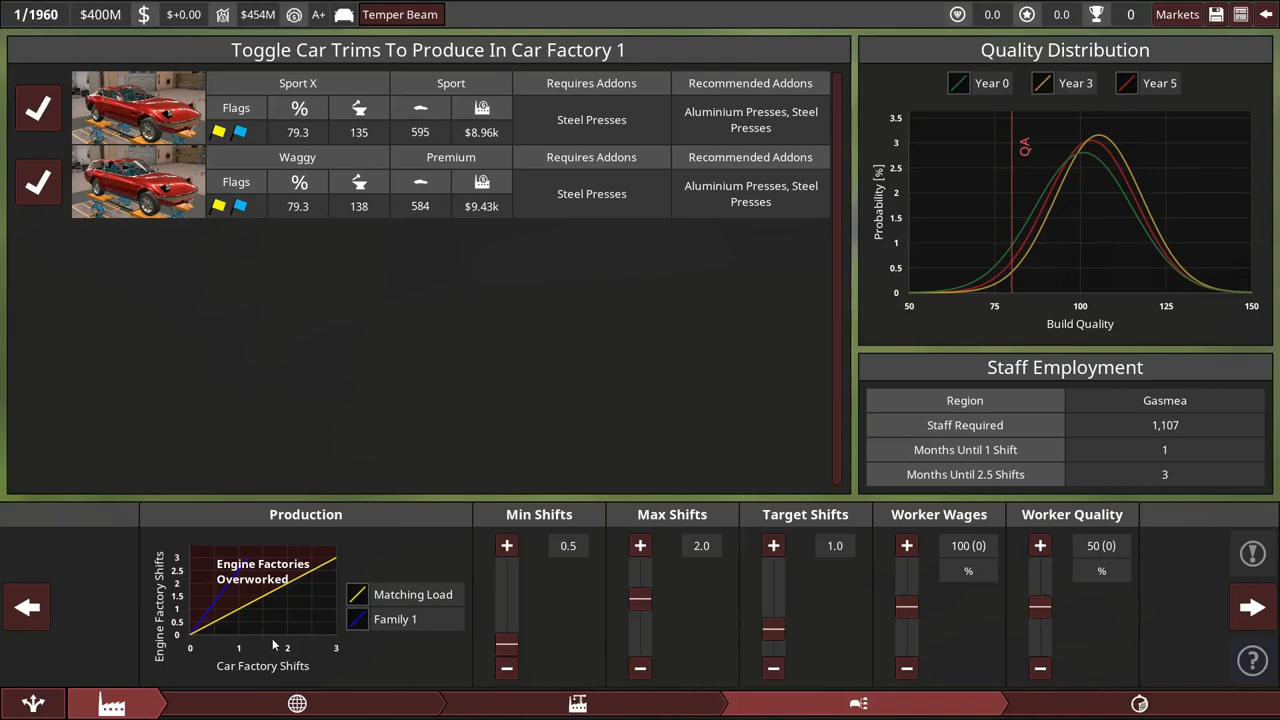 1/1960 $400M $+0.00 $454M A+ Temper Beam 0.0 0.0 0 Markets
Toggle Car Trims To Produce In Car Factory 1
Sport X Sport Requires Addons Recommended Addons
Flags % Steel Presses Aluminium Presses, Steel Presses
79.3 135 595 $8.96k
Waggy Premium Requires Addons Recommended Addons
Flags % Steel Presses Aluminium Presses, Steel Presses
79.3 138 584 $9.43k
Quality Distribution
Year 0 Year 3 Year 5
Probability [%]
3.5
3
2.5
2
1.5
1
0.5
0
QA
50 75 100 125 150
Build Quality
Staff Employment
Region Gasmea
Staff Required 1,107
Months Until 1 Shift 1
Months Until 2.5 Shifts 3
Production
Engine Factory Shifts
3
2.5
2
1.5
1
0.5
0
Engine Factories
Overworked
0 1 2 3
Car Factory Shifts
Matching Load
Family 1
Min Shifts
+ 0.5
−
Max Shifts
+ 2.0
−
Target Shifts
+ 1.0
−
Worker Wages
+ 100 (0)
%
−
Worker Quality
+ 50 (0)
%
−
!
?